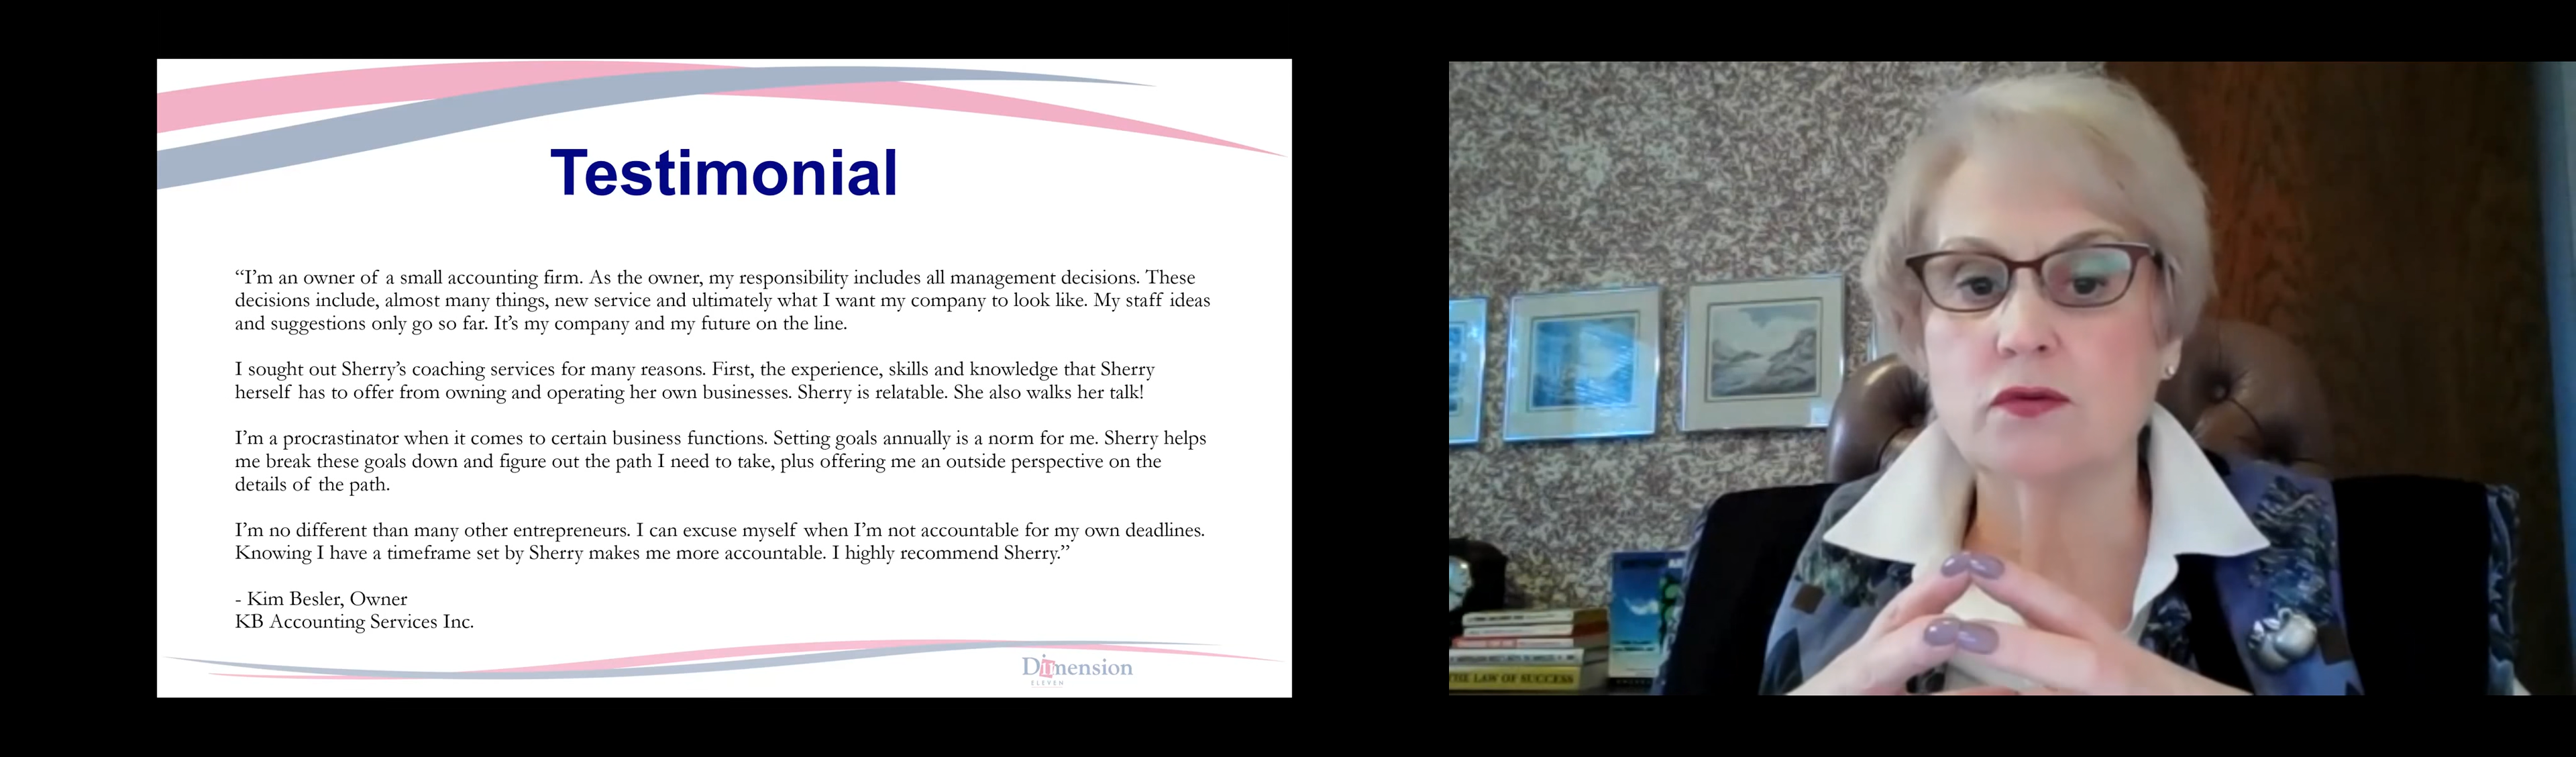 Testimonial
“I’m an owner of a small accounting firm. As the owner, my responsibility includes all management decisions. These
decisions include, almost many things, new service and ultimately what I want my company to look like. My staff ideas
and suggestions only go so far. It’s my company and my future on the line.
I sought out Sherry’s coaching services for many reasons. First, the experience, skills and knowledge that Sherry
herself has to offer from owning and operating her own businesses. Sherry is relatable. She also walks her talk!
I’m a procrastinator when it comes to certain business functions. Setting goals annually is a norm for me. Sherry helps
me break these goals down and figure out the path I need to take, plus offering me an outside perspective on the
details of the path.
I’m no different than many other entrepreneurs. I can excuse myself when I’m not accountable for my own deadlines.
Knowing I have a timeframe set by Sherry makes me more accountable. I highly recommend Sherry.”
- Kim Besler, Owner
KB Accounting Services Inc.
Dimension
ELEVEN
THE LAW OF SUCCESS